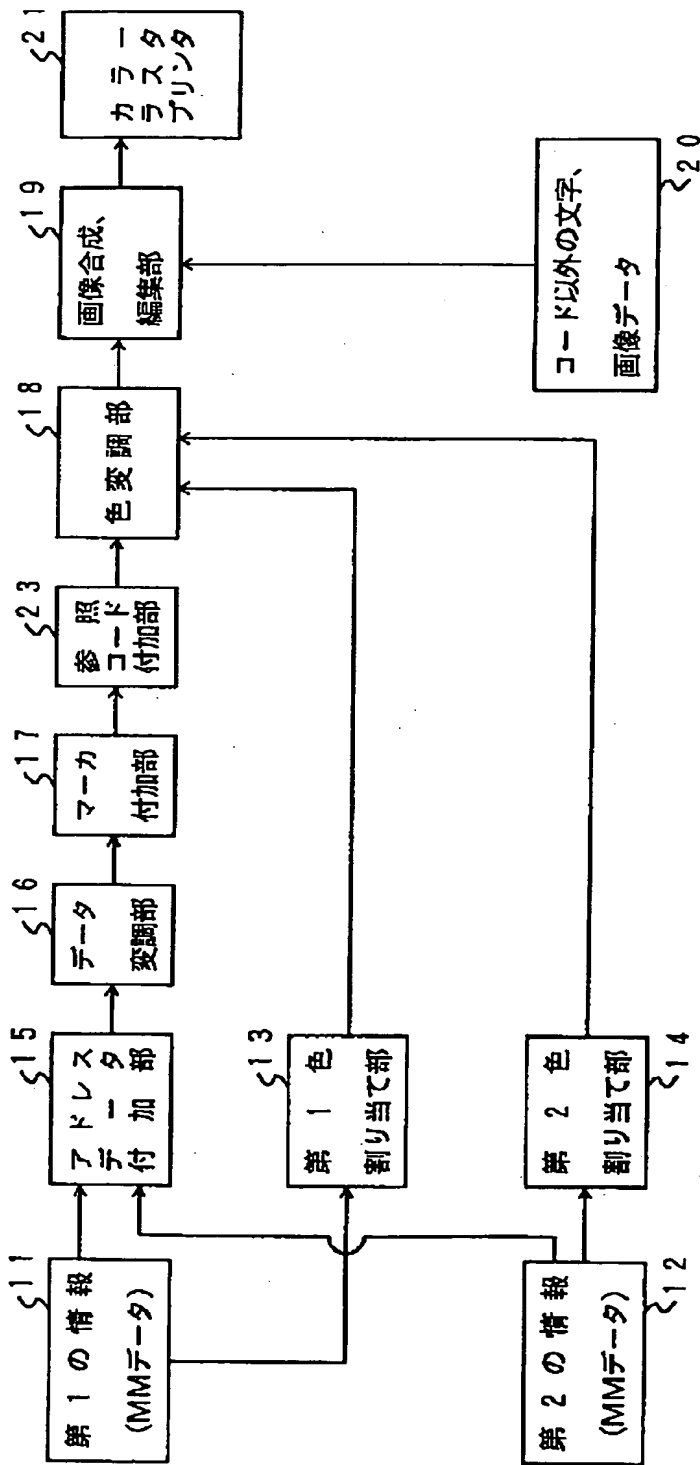 11
第1の情報
(MMデータ)
15
アドレス
データ
付加部
16
データ
変調部
17
マーカ
付加部
23
参照
コード
付加部
18
色変調部
19
画像合成、
編集部
21
カラー
ラスタ
プリンタ
13
第1色
割り当て部
12
第2の情報
(MMデータ)
14
第2色
割り当て部
20
コード以外の文字、
画像データ